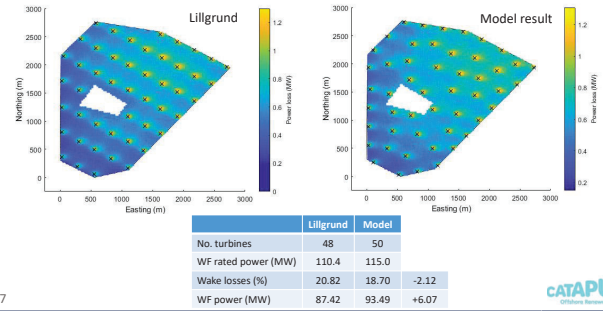 Lillgrund
Model result
3000
2500
2000
1500
1000
500
0
Northing (m)
0 500 1000 1500 2000 2500 3000
Easting (m)
1.2
1
0.8
0.6
0.4
0.2
0
Power loss (MW)
3000
2500
2000
1500
1000
500
0
Northing (m)
0 500 1000 1500 2000 2500 3000
Easting (m)
1.2
1
0.8
0.6
0.4
0.2
Power loss (MW)
Lillgrund Model
No. turbines 48 50
WF rated power (MW) 110.4 115.0
Wake losses (%) 20.82 18.70 -2.12
WF power (MW) 87.42 93.49 +6.07
7
CATAPU
Offshore Renew